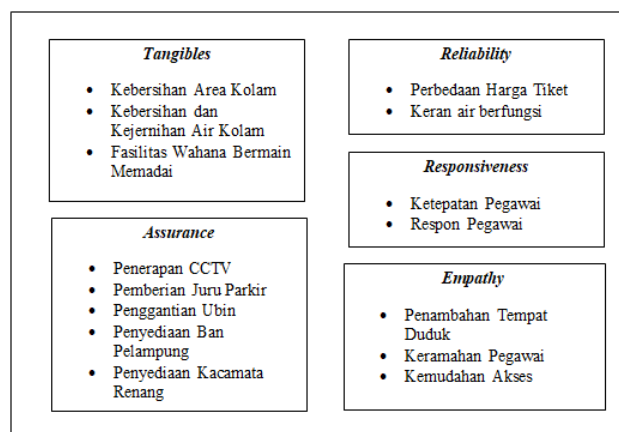 Tangibles
• Kebersihan Area Kolam
• Kebersihan dan
Kejernihan Air Kolam
• Fasilitas Wahana Bermain
Memadai
Assurance
• Penerapan CCTV
• Pemberian Juru Parkir
• Penggantian Ubin
• Penyediaan Ban
Pelampung
• Penyediaan Kacamata
Renang
Reliability
• Perbedaan Harga Tiket
• Keran air berfungsi
Responsiveness
• Ketepatan Pegawai
• Respon Pegawai
Empathy
• Penambahan Tempat
Duduk
• Keramahan Pegawai
• Kemudahan Akses